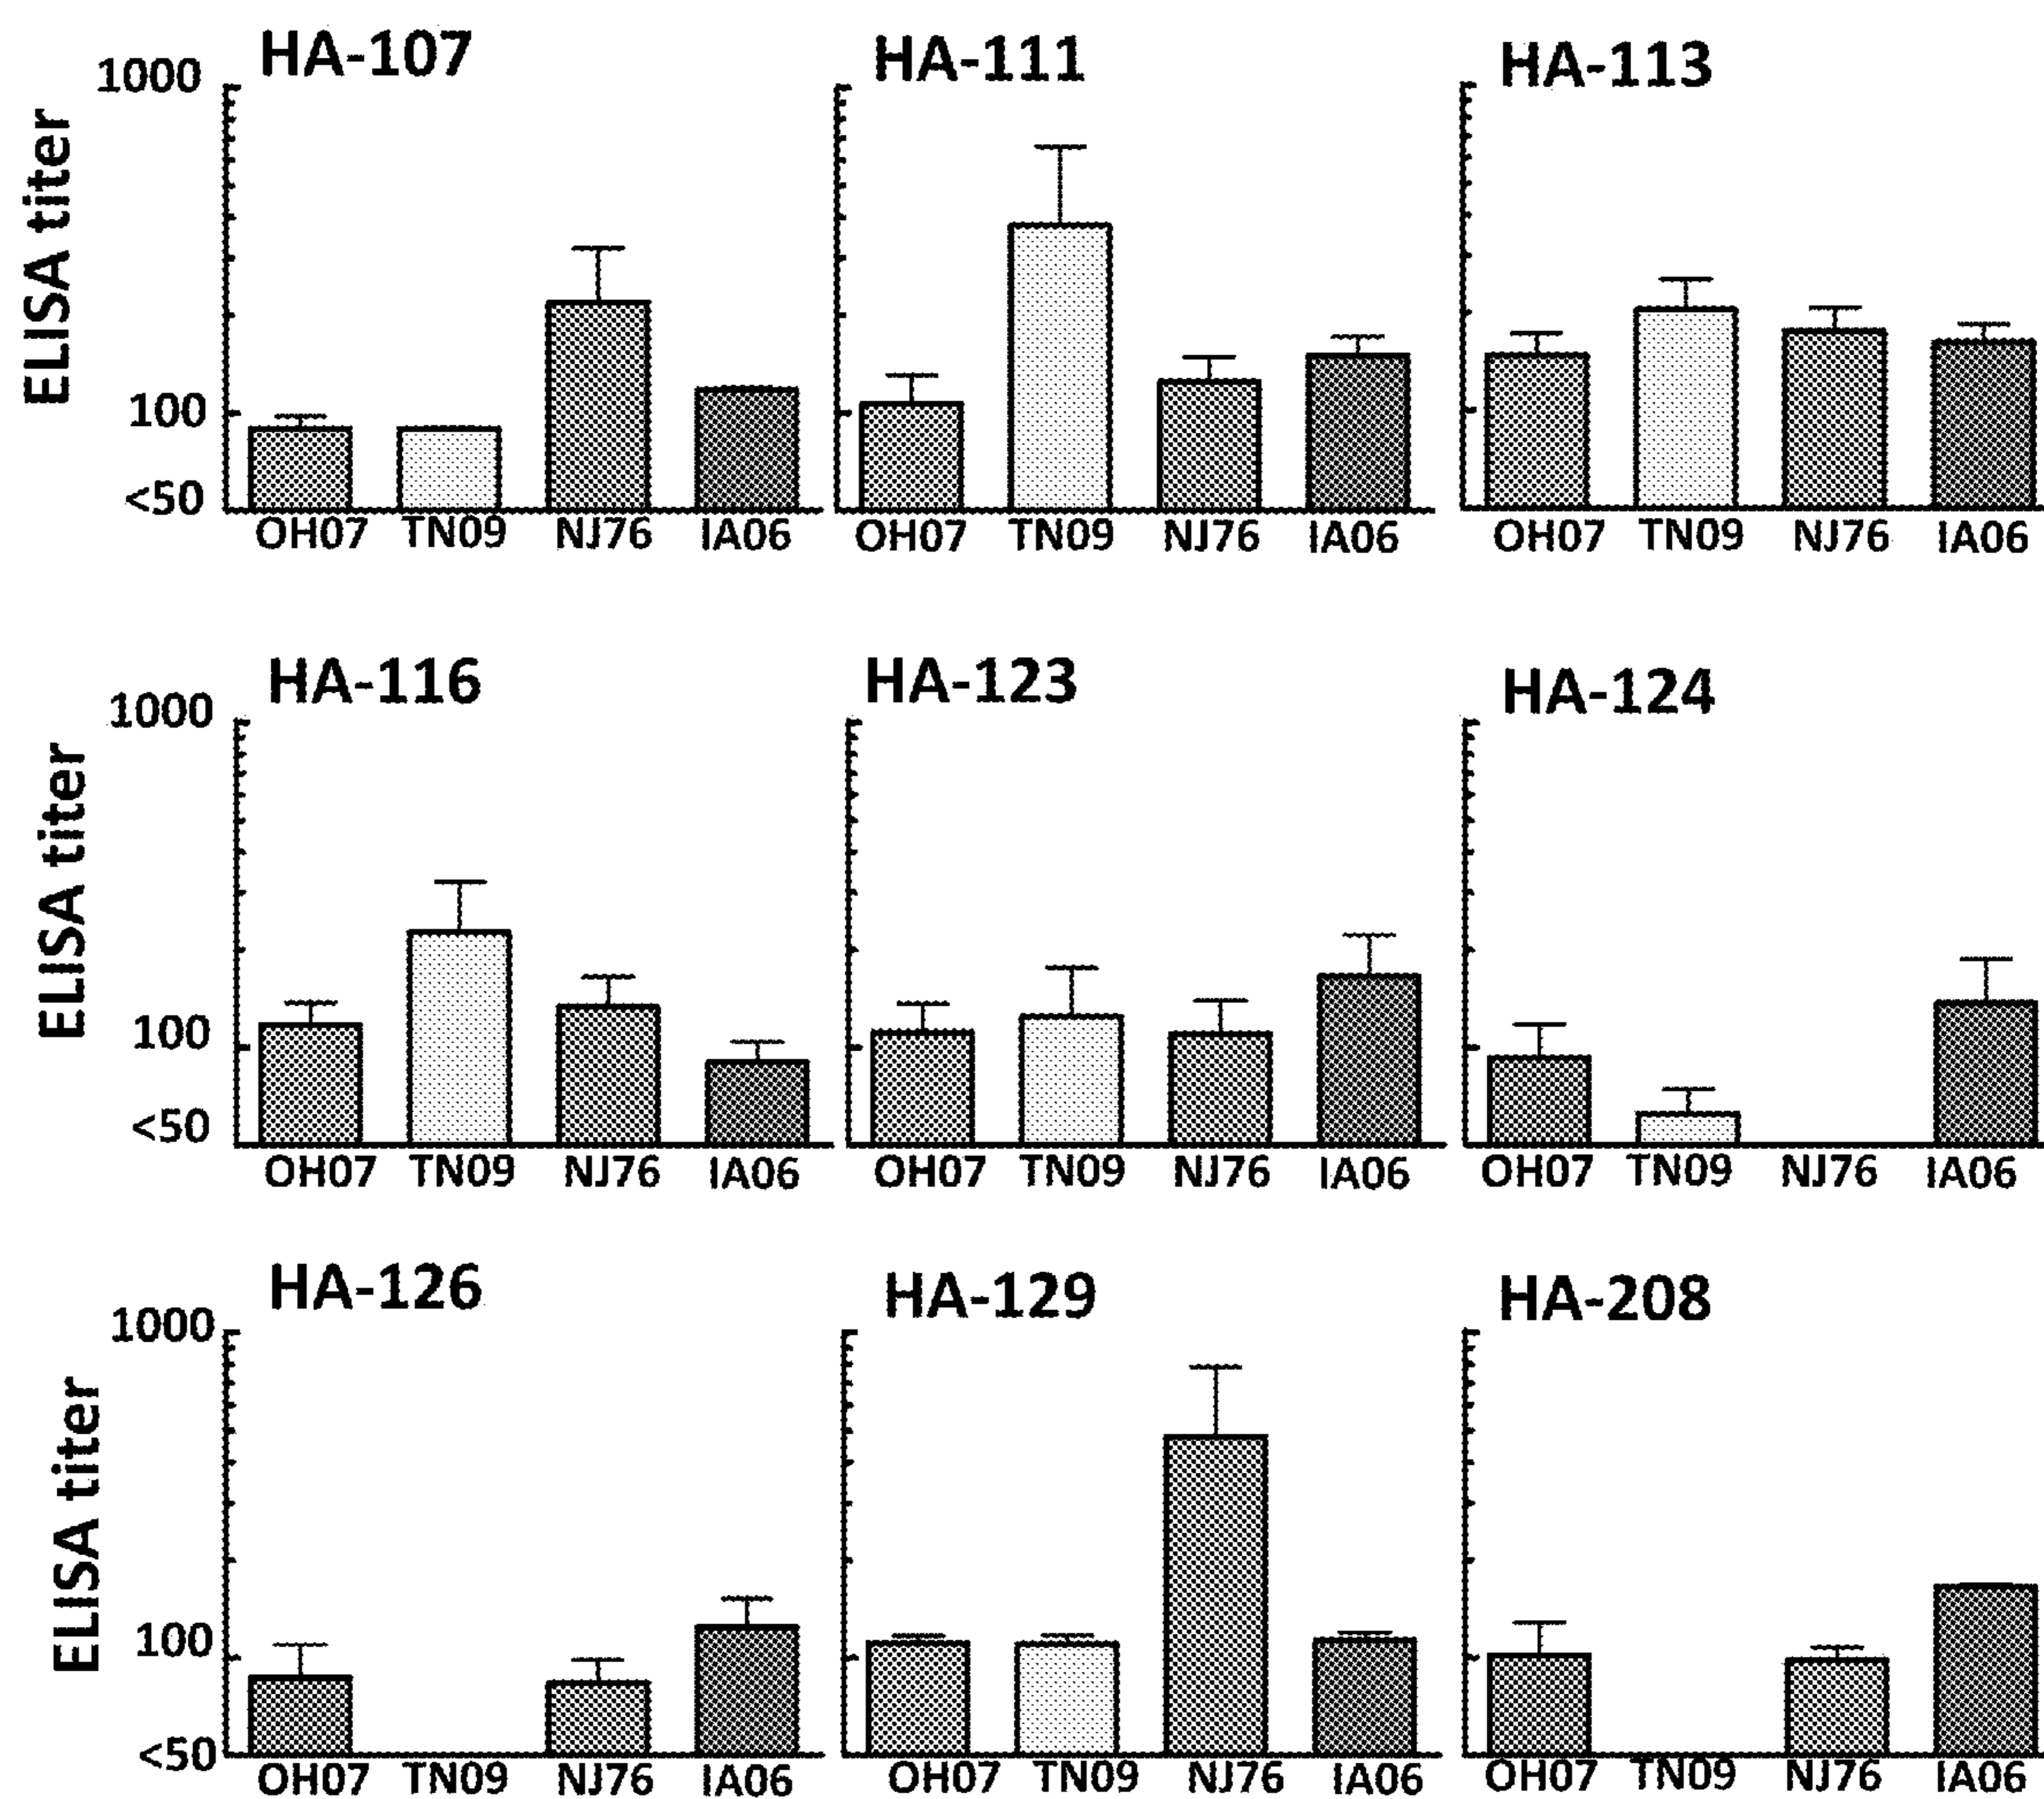 HA-107 HA-111 HA-113
ELISA titer
1000
100
<50
OH07 TN09 NJ76 IA06 OH07 TN09 NJ76 IA06 OH07 TN09 NJ76 IA06
HA-116 HA-123 HA-124
ELISA titer
1000
100
<50
OH07 TN09 NJ76 IA06 OH07 TN09 NJ76 IA06 OH07 TN09 NJ76 IA06
HA-126 HA-129 HA-208
ELISA titer
1000
100
<50
OH07 TN09 NJ76 IA06 OH07 TN09 NJ76 IA06 OH07 TN09 NJ76 IA06